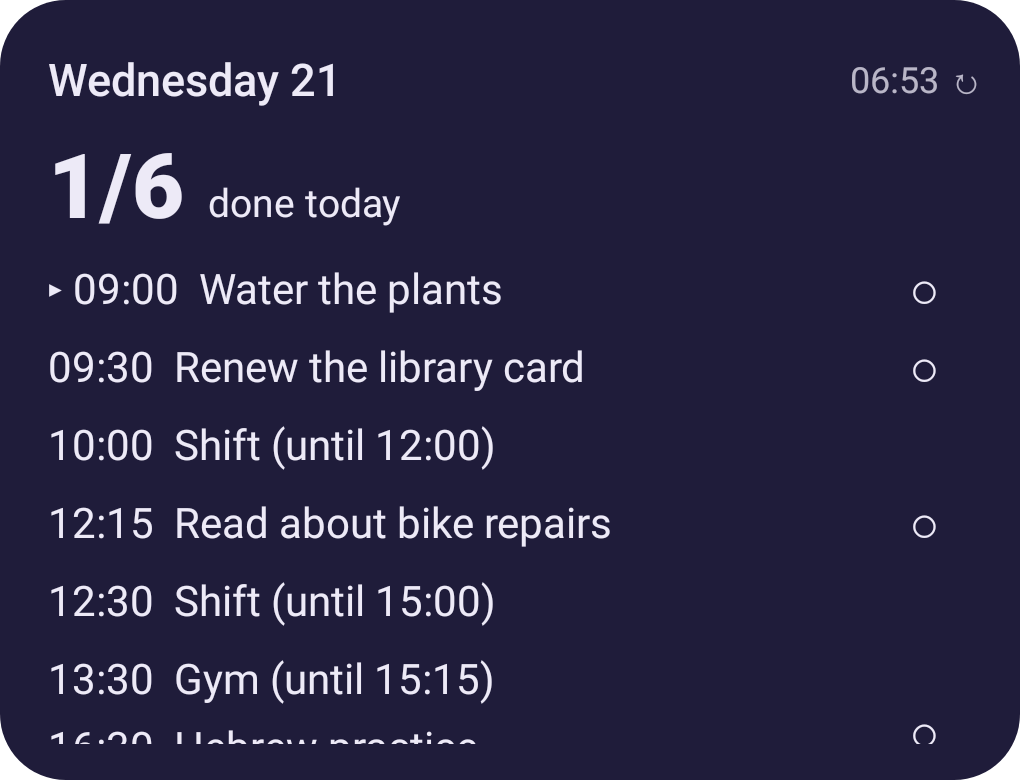 Wednesday 21
06:53 ↻
1/6 done today
▸ 09:00 Water the plants
09:30 Renew the library card
10:00 Shift (until 12:00)
12:15 Read about bike repairs
12:30 Shift (until 15:00)
13:30 Gym (until 15:15)
Hebrew practice